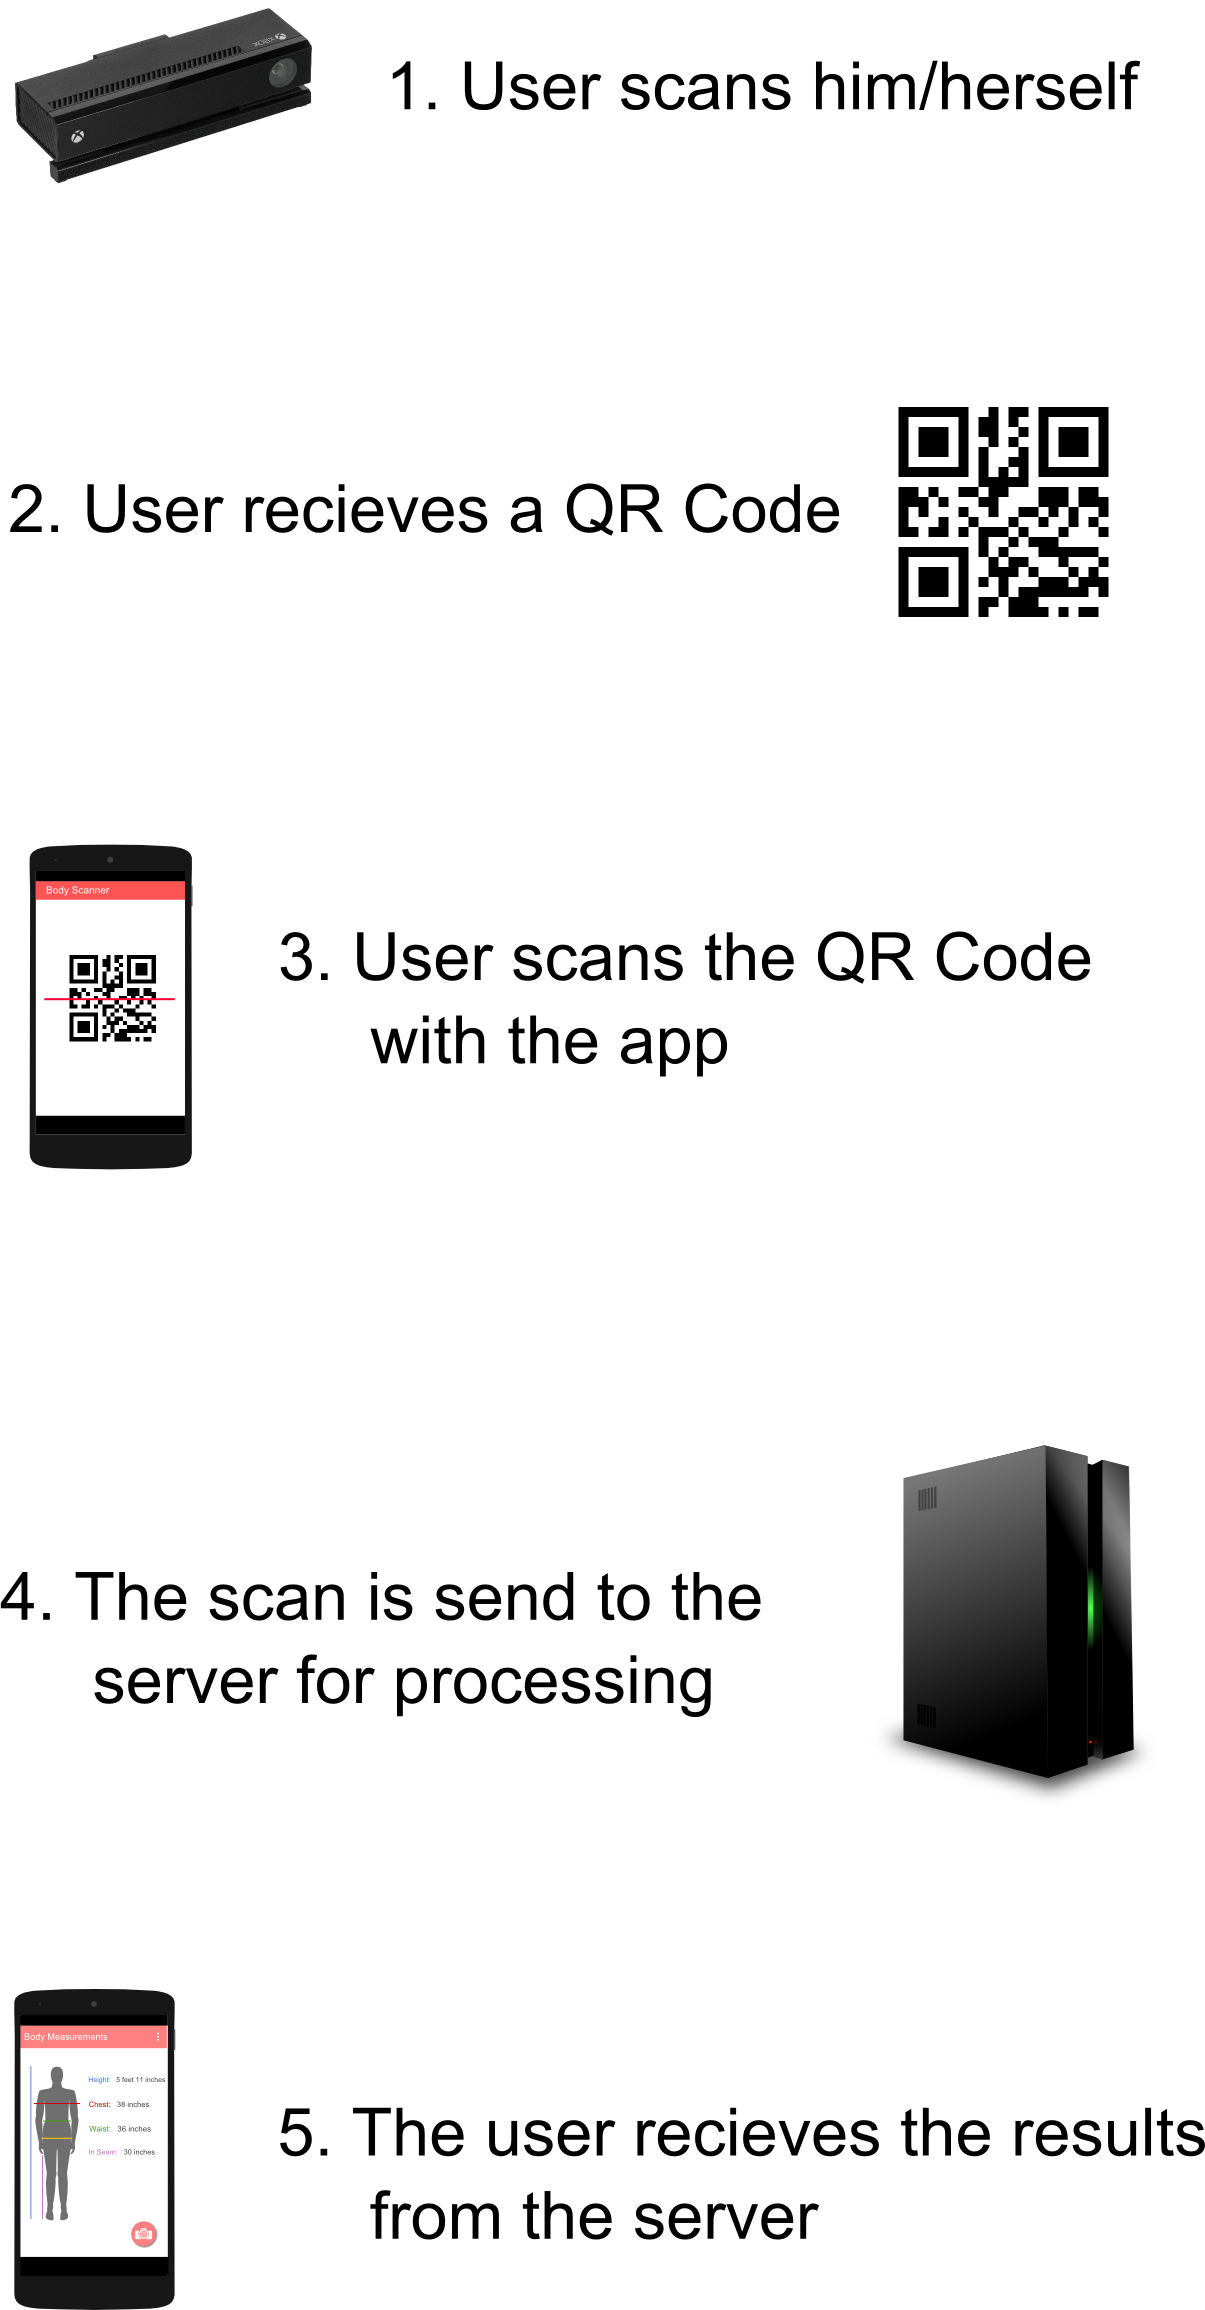 XBOX
1. User scans him/herself
2. User recieves a QR Code
Body Scanner
3. User scans the QR Code
with the app
4. The scan is send to the
server for processing
Body Measurements
Height: 5 feet 11 inches
Chest: 38 inches
Waist: 36 inches
In Seam: 30 inches
5. The user recieves the results
from the server